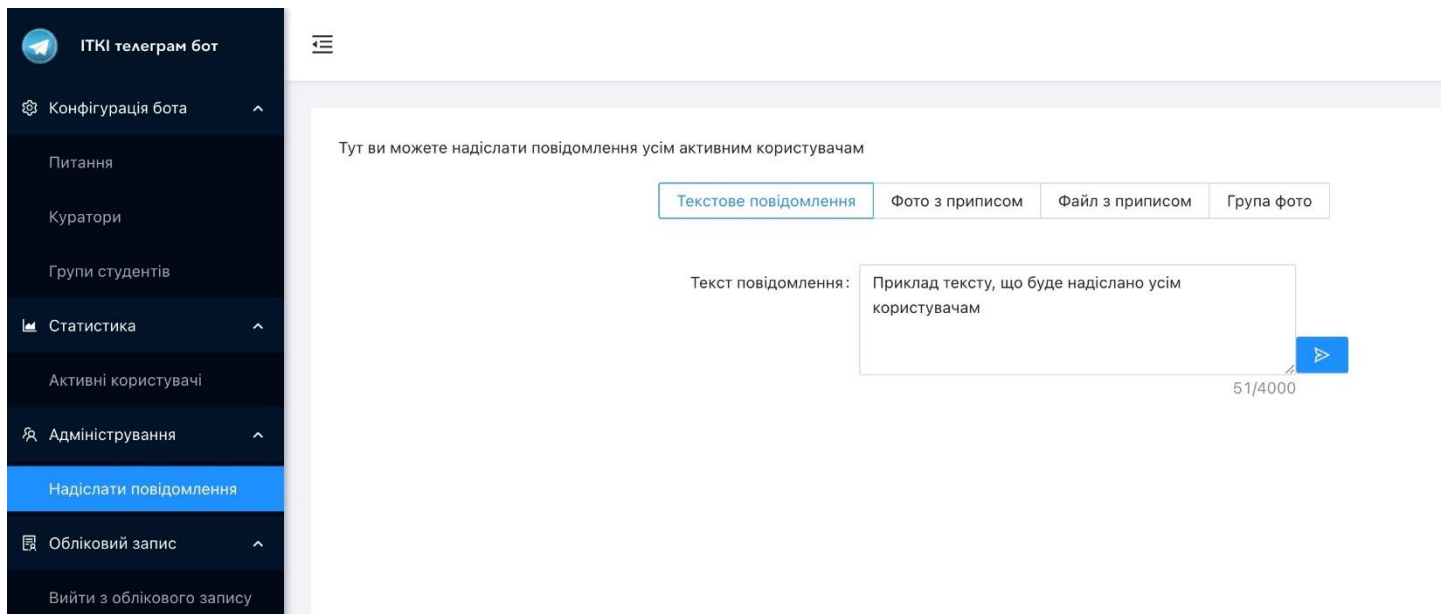 ІТКІ телеграм бот
Конфігурація бота
Питання
Куратори
Групи студентів
Статистика
Активні користувачі
Адміністрування
Надіслати повідомлення
Обліковий запис
Вийти з облікового запису
Тут ви можете надіслати повідомлення усім активним користувачам
Текстове повідомлення Фото з приписом Файл з приписом Група фото
Текст повідомлення: Приклад тексту, що буде надіслано усім
користувачам
51/4000